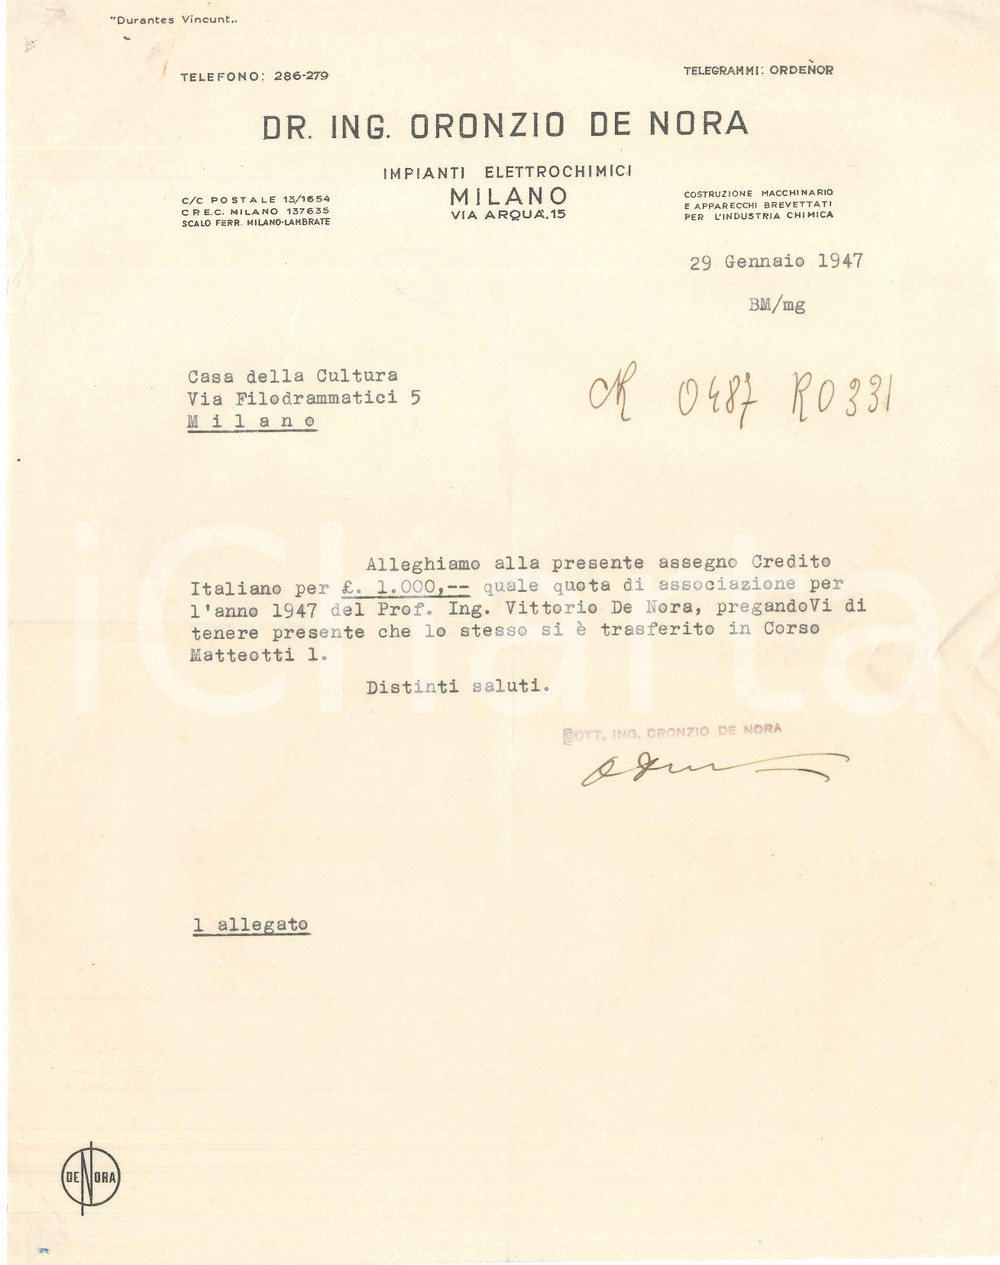 "Durantes Vincunt„
TELEFONO: 286-279
TELEGRAMMI: ORDEÑOR
DR. ING. ORONZIO DE NORA
IMPIANTI ELETTROCHIMICI
MILANO
VIA ARQUÀ, 15
C/C POSTALE 13/1654
C R E C. MILANO 137635
SCALO FERR. MILANO-LAMBRATE
COSTRUZIONE MACCHINARIO
E APPARECCHI BREVETTATI
PER L'INDUSTRIA CHIMICA
29 Gennaio 1947
BM/mg
Casa della Cultura
Via Filodrammatici 5
M i l a n o
0487 R0331
Alleghiamo alla presente assegno Credito
Italiano per £. 1.000,-- quale quota di associazione per
l'anno 1947 del Prof. Ing. Vittorio De Nora, pregandoVi di
tenere presente che lo stesso si è trasferito in Corso
Matteotti 1.
Distinti saluti.
DOTT. ING. ORONZIO DE NORA
1 allegato
DE NORA
iCharta